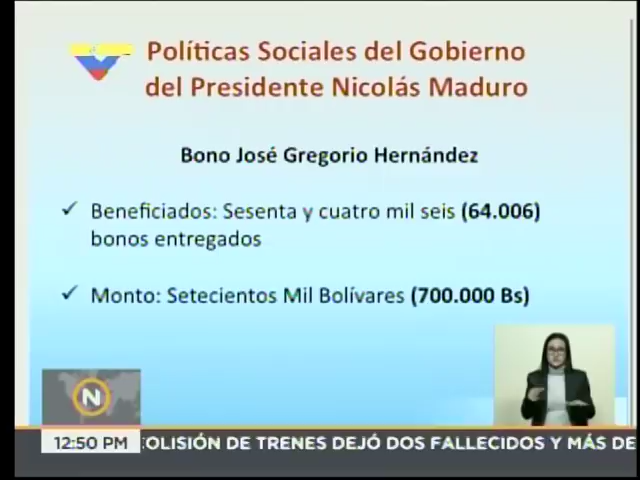 Políticas Sociales del Gobierno
del Presidente Nicolás Maduro
Bono José Gregorio Hernández
✓ Beneficiados: Sesenta y cuatro mil seis (64.006)
bonos entregados
✓ Monto: Setecientos Mil Bolívares (700.000 Bs)
N
12:50 PM OLISIÓN DE TRENES DEJÓ DOS FALLECIDOS Y MÁS DE